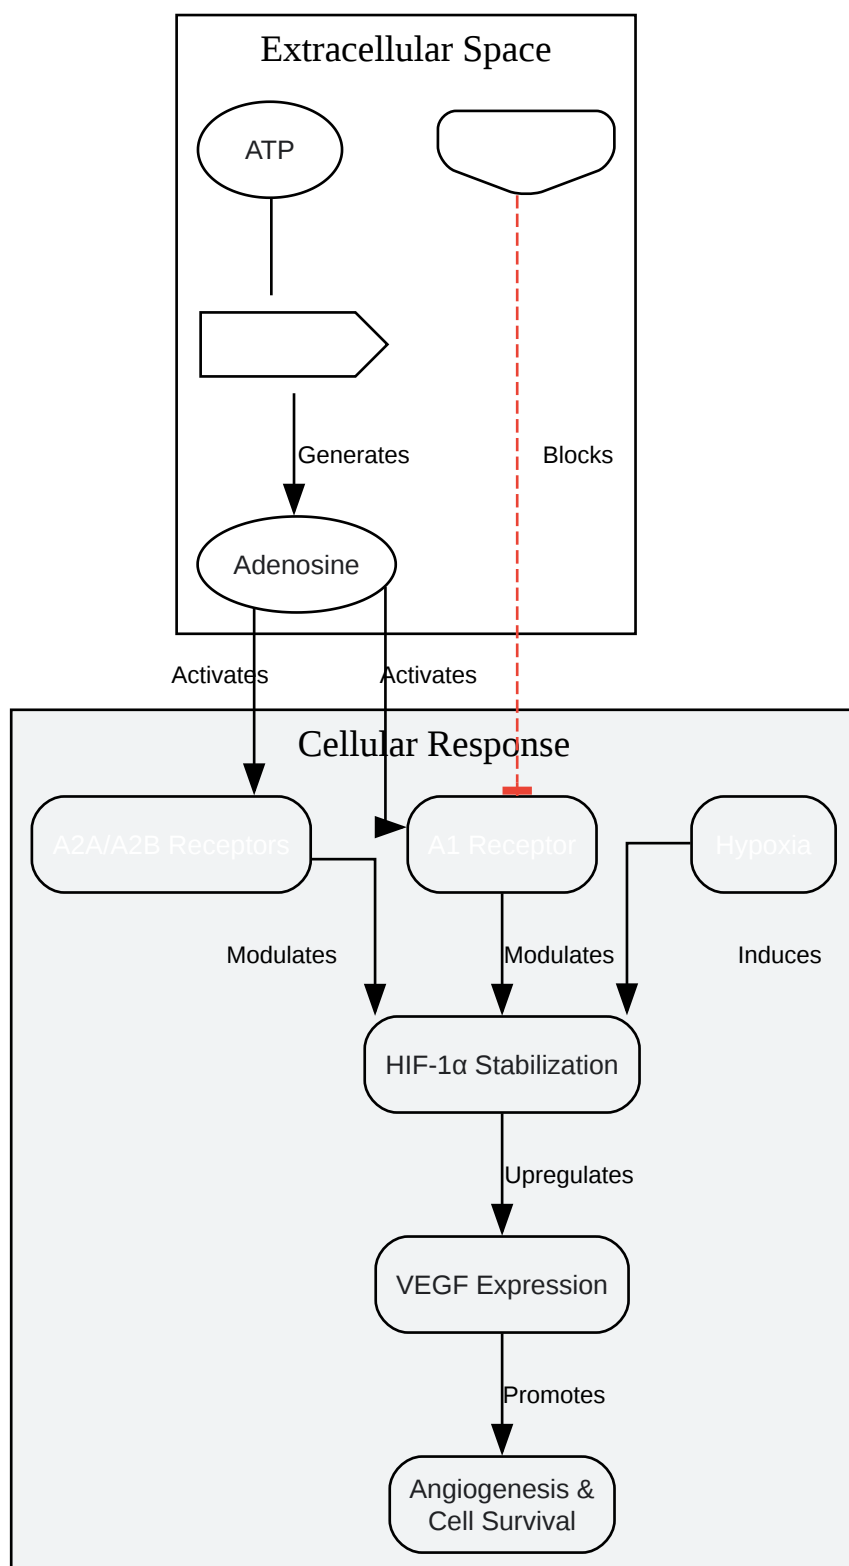 Extracellular Space
ATP
Generates
Blocks
Adenosine
Activates
Activates
Cellular Response
A2A/A2B Receptors
A1 Receptor
Hypoxia
Modulates
Modulates
Induces
HIF-1α Stabilization
Upregulates
VEGF Expression
Promotes
Angiogenesis &
Cell Survival